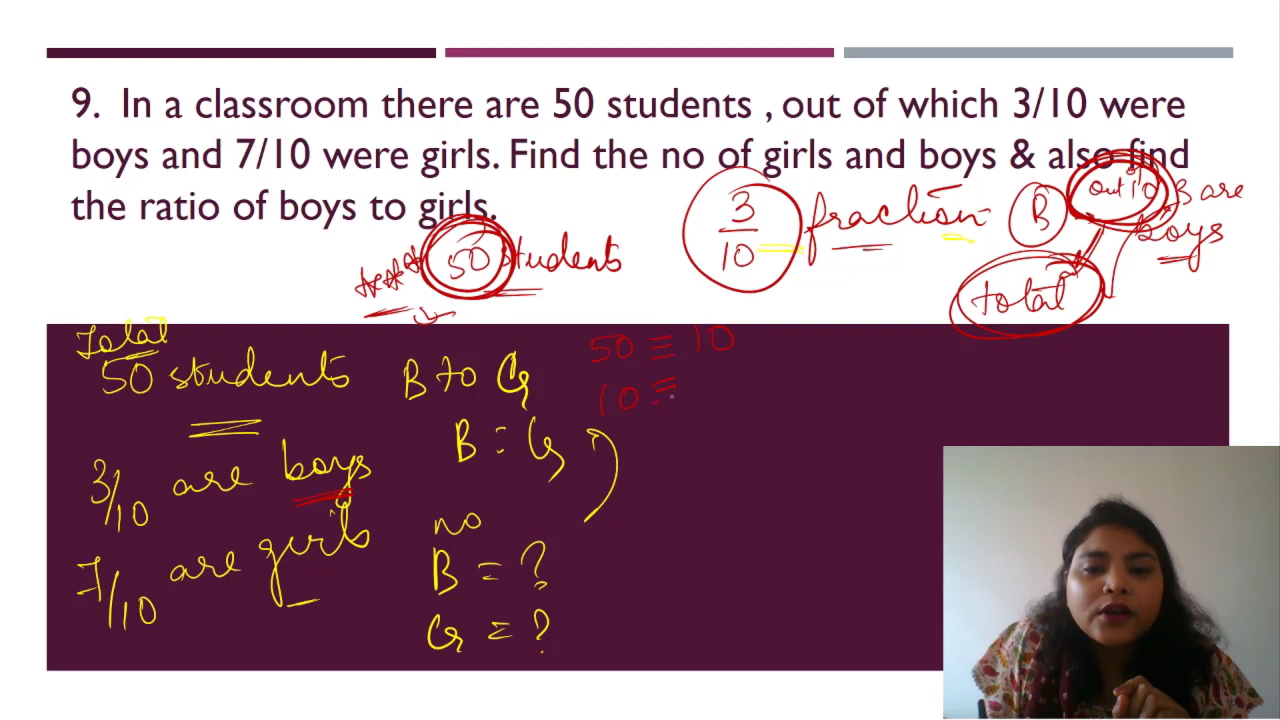 9. In a classroom there are 50 students , out of which 3/10 were
boys and 7/10 were girls. Find the no of girls and boys & also find
the ratio of boys to girls.
50 students
3/10 fraction
B out 10 B are
boys
total
Total
50 students
3/10 are boys
7/10 are girls
B to G
B : G
no
B = ?
G = ?
50 ≡ 10
10 ≡